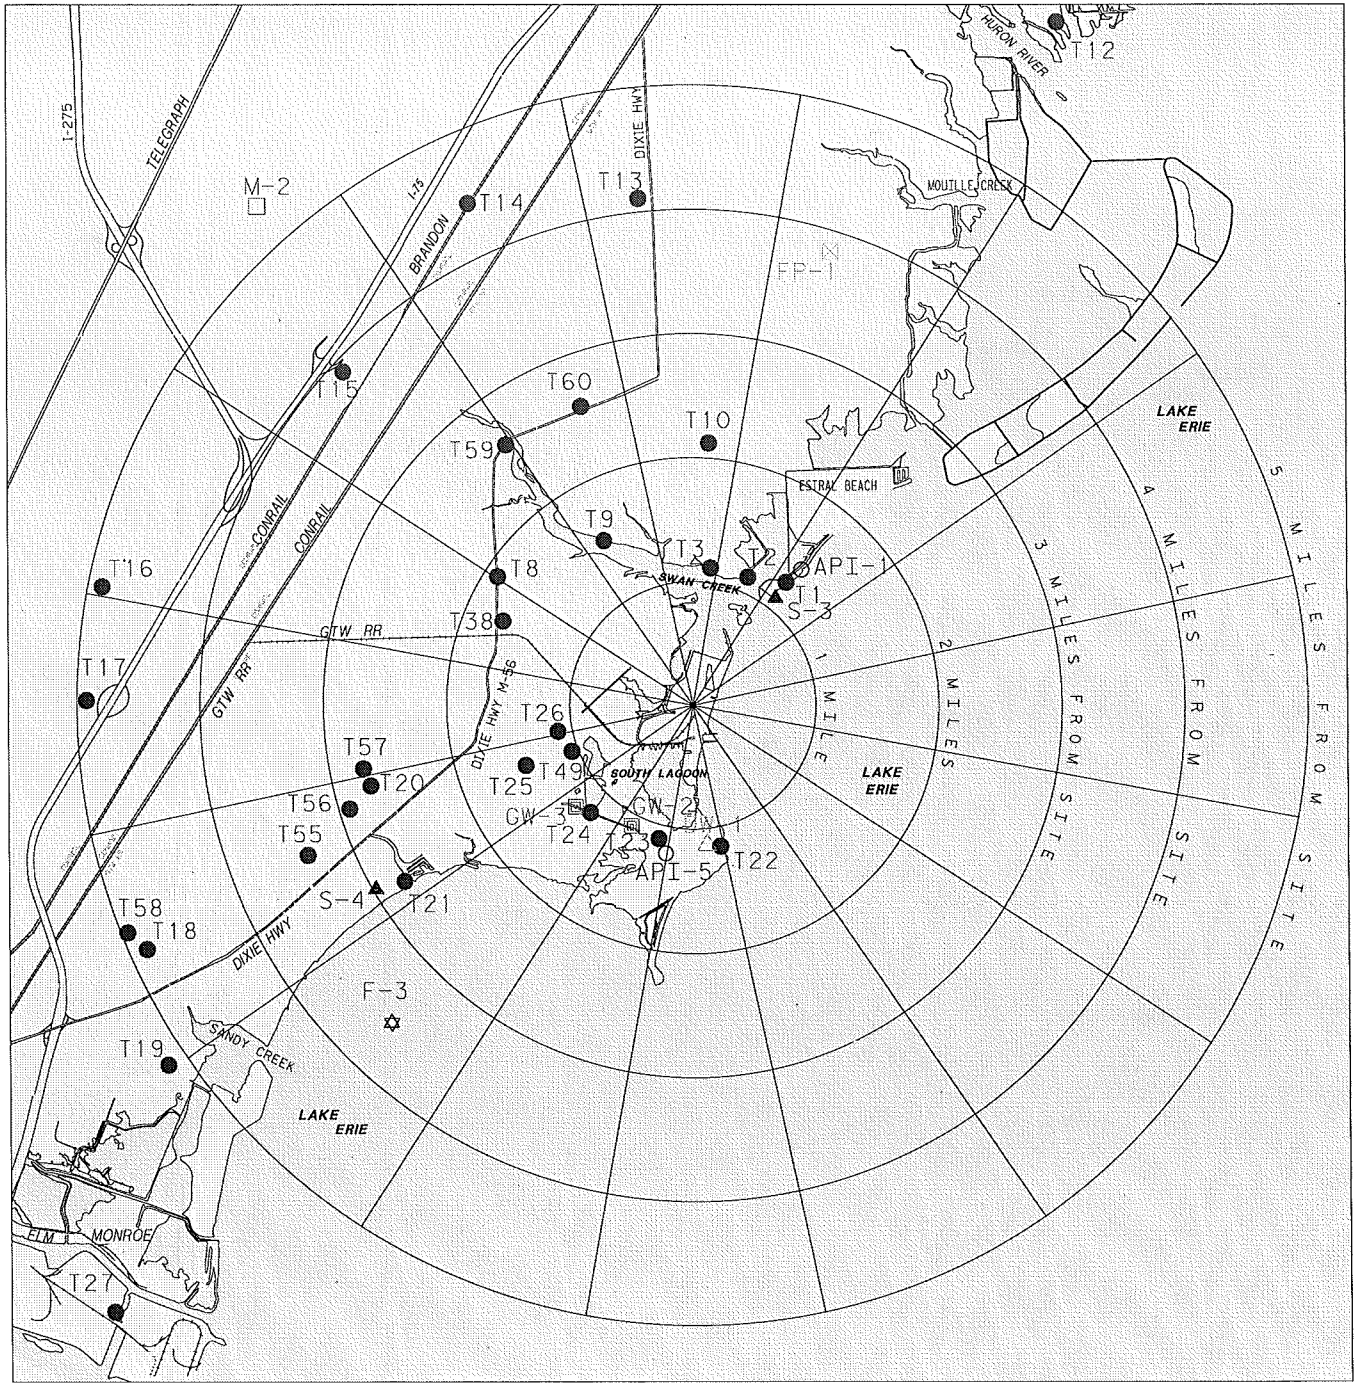 HURON RIVER
T12
I-275
TELEGRAPH
DIXIE HWY
M-2
I-75
T14
T13
MOUILLE CREEK
BRANDON
FP-1
T15
T60
T10
LAKE
ERIE
T59
ESTRAL BEACH
CONRAIL
CONRAIL
T9
T3
T2
API-1
T16
T8
SWAN CREEK
T1
S-3
T38
GTW RR
GTW RR
T17
DIXIE HWY M-56
T26
1 MILE
2 MILES
3 MILES FROM SITE
4 MILES FROM SITE
5 MILES FROM SITE
T57
T20
T25
T49
SOUTH LAGOON
LAKE
ERIE
T56
GW-3
GW-2
T55
T24
T23
T22
API-5
S-4
T21
T58
T18
DIXIE HWY
F-3
SANDY CREEK
T19
LAKE
ERIE
ELM
MONROE
T27